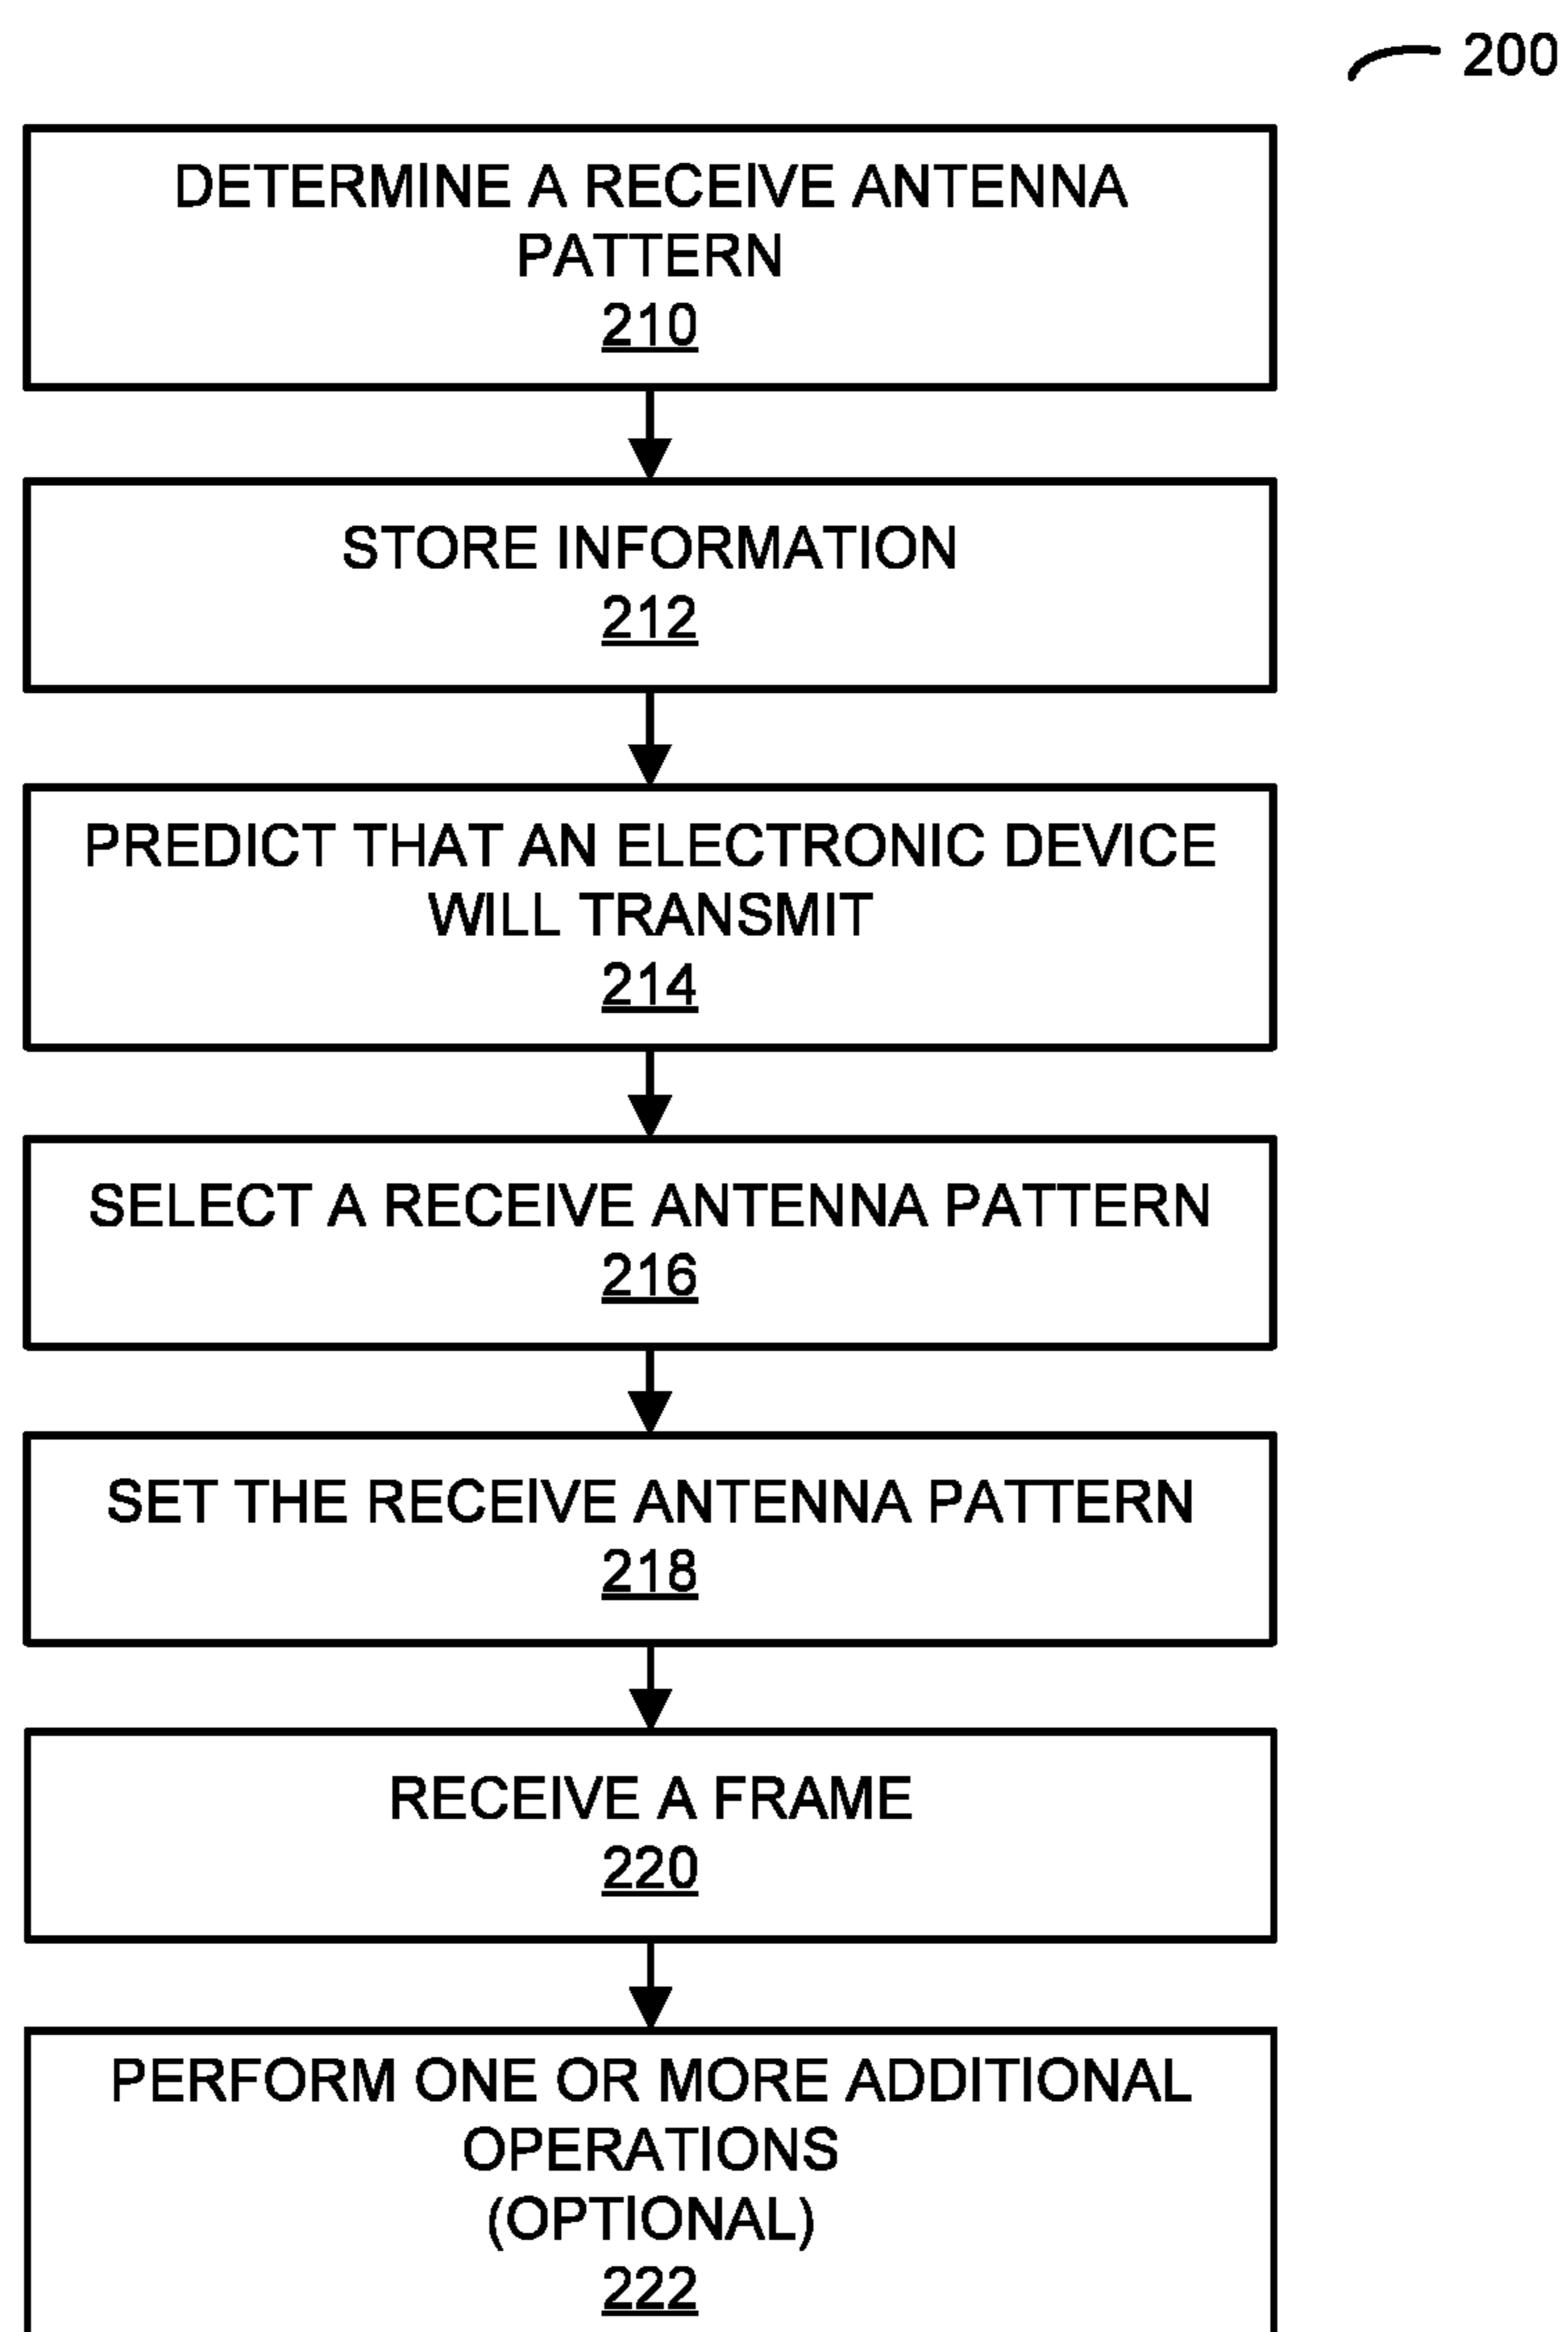 200
DETERMINE A RECEIVE ANTENNA
PATTERN
210
STORE INFORMATION
212
PREDICT THAT AN ELECTRONIC DEVICE
WILL TRANSMIT
214
SELECT A RECEIVE ANTENNA PATTERN
216
SET THE RECEIVE ANTENNA PATTERN
218
RECEIVE A FRAME
220
PERFORM ONE OR MORE ADDITIONAL
OPERATIONS
(OPTIONAL)
222